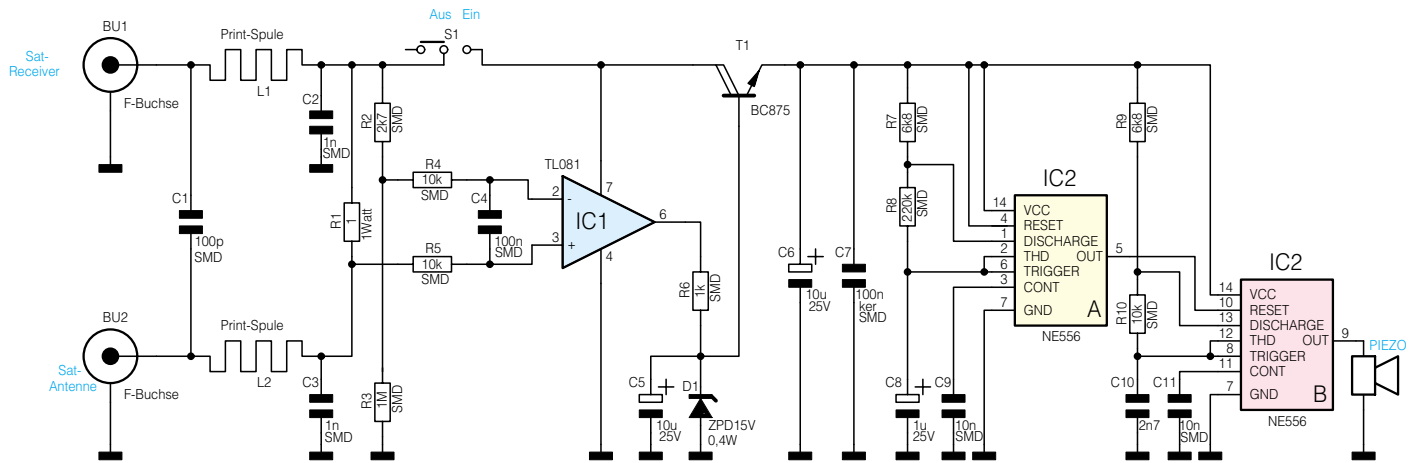 Aus Ein
BU1
Print-Spule
S1
T1
Sat-
Receiver
L1
F-Buchse
C2
1n
SMD
R2
2k7
SMD
BC875
R7
6k8
SMD
R9
6k8
SMD
R4
10k
SMD
TL081
C1
100p
SMD
R1
1
1Watt
C4
100n
SMD
2
-
7
IC1
6
3
+
4
R5
10k
SMD
R8
220k
SMD
IC2
14
VCC
4
RESET
1
DISCHARGE
2
THD
OUT
5
6
TRIGGER
3
CONT
7
GND
A
NE556
R6
1k
SMD
C6
+
10u
25V
C7
100n
ker
SMD
R10
10k
SMD
IC2
14
VCC
10
RESET
13
DISCHARGE
12
THD
OUT
9
8
TRIGGER
11
CONT
7
GND
B
NE556
PIEZO
BU2
Print-Spule
Sat-
Antenne
L2
F-Buchse
C3
1n
SMD
R3
1M
SMD
C5
+
10u
25V
D1
ZPD15V
0,4W
C8
+
1u
25V
C9
10n
SMD
C10
2n7
C11
10n
SMD